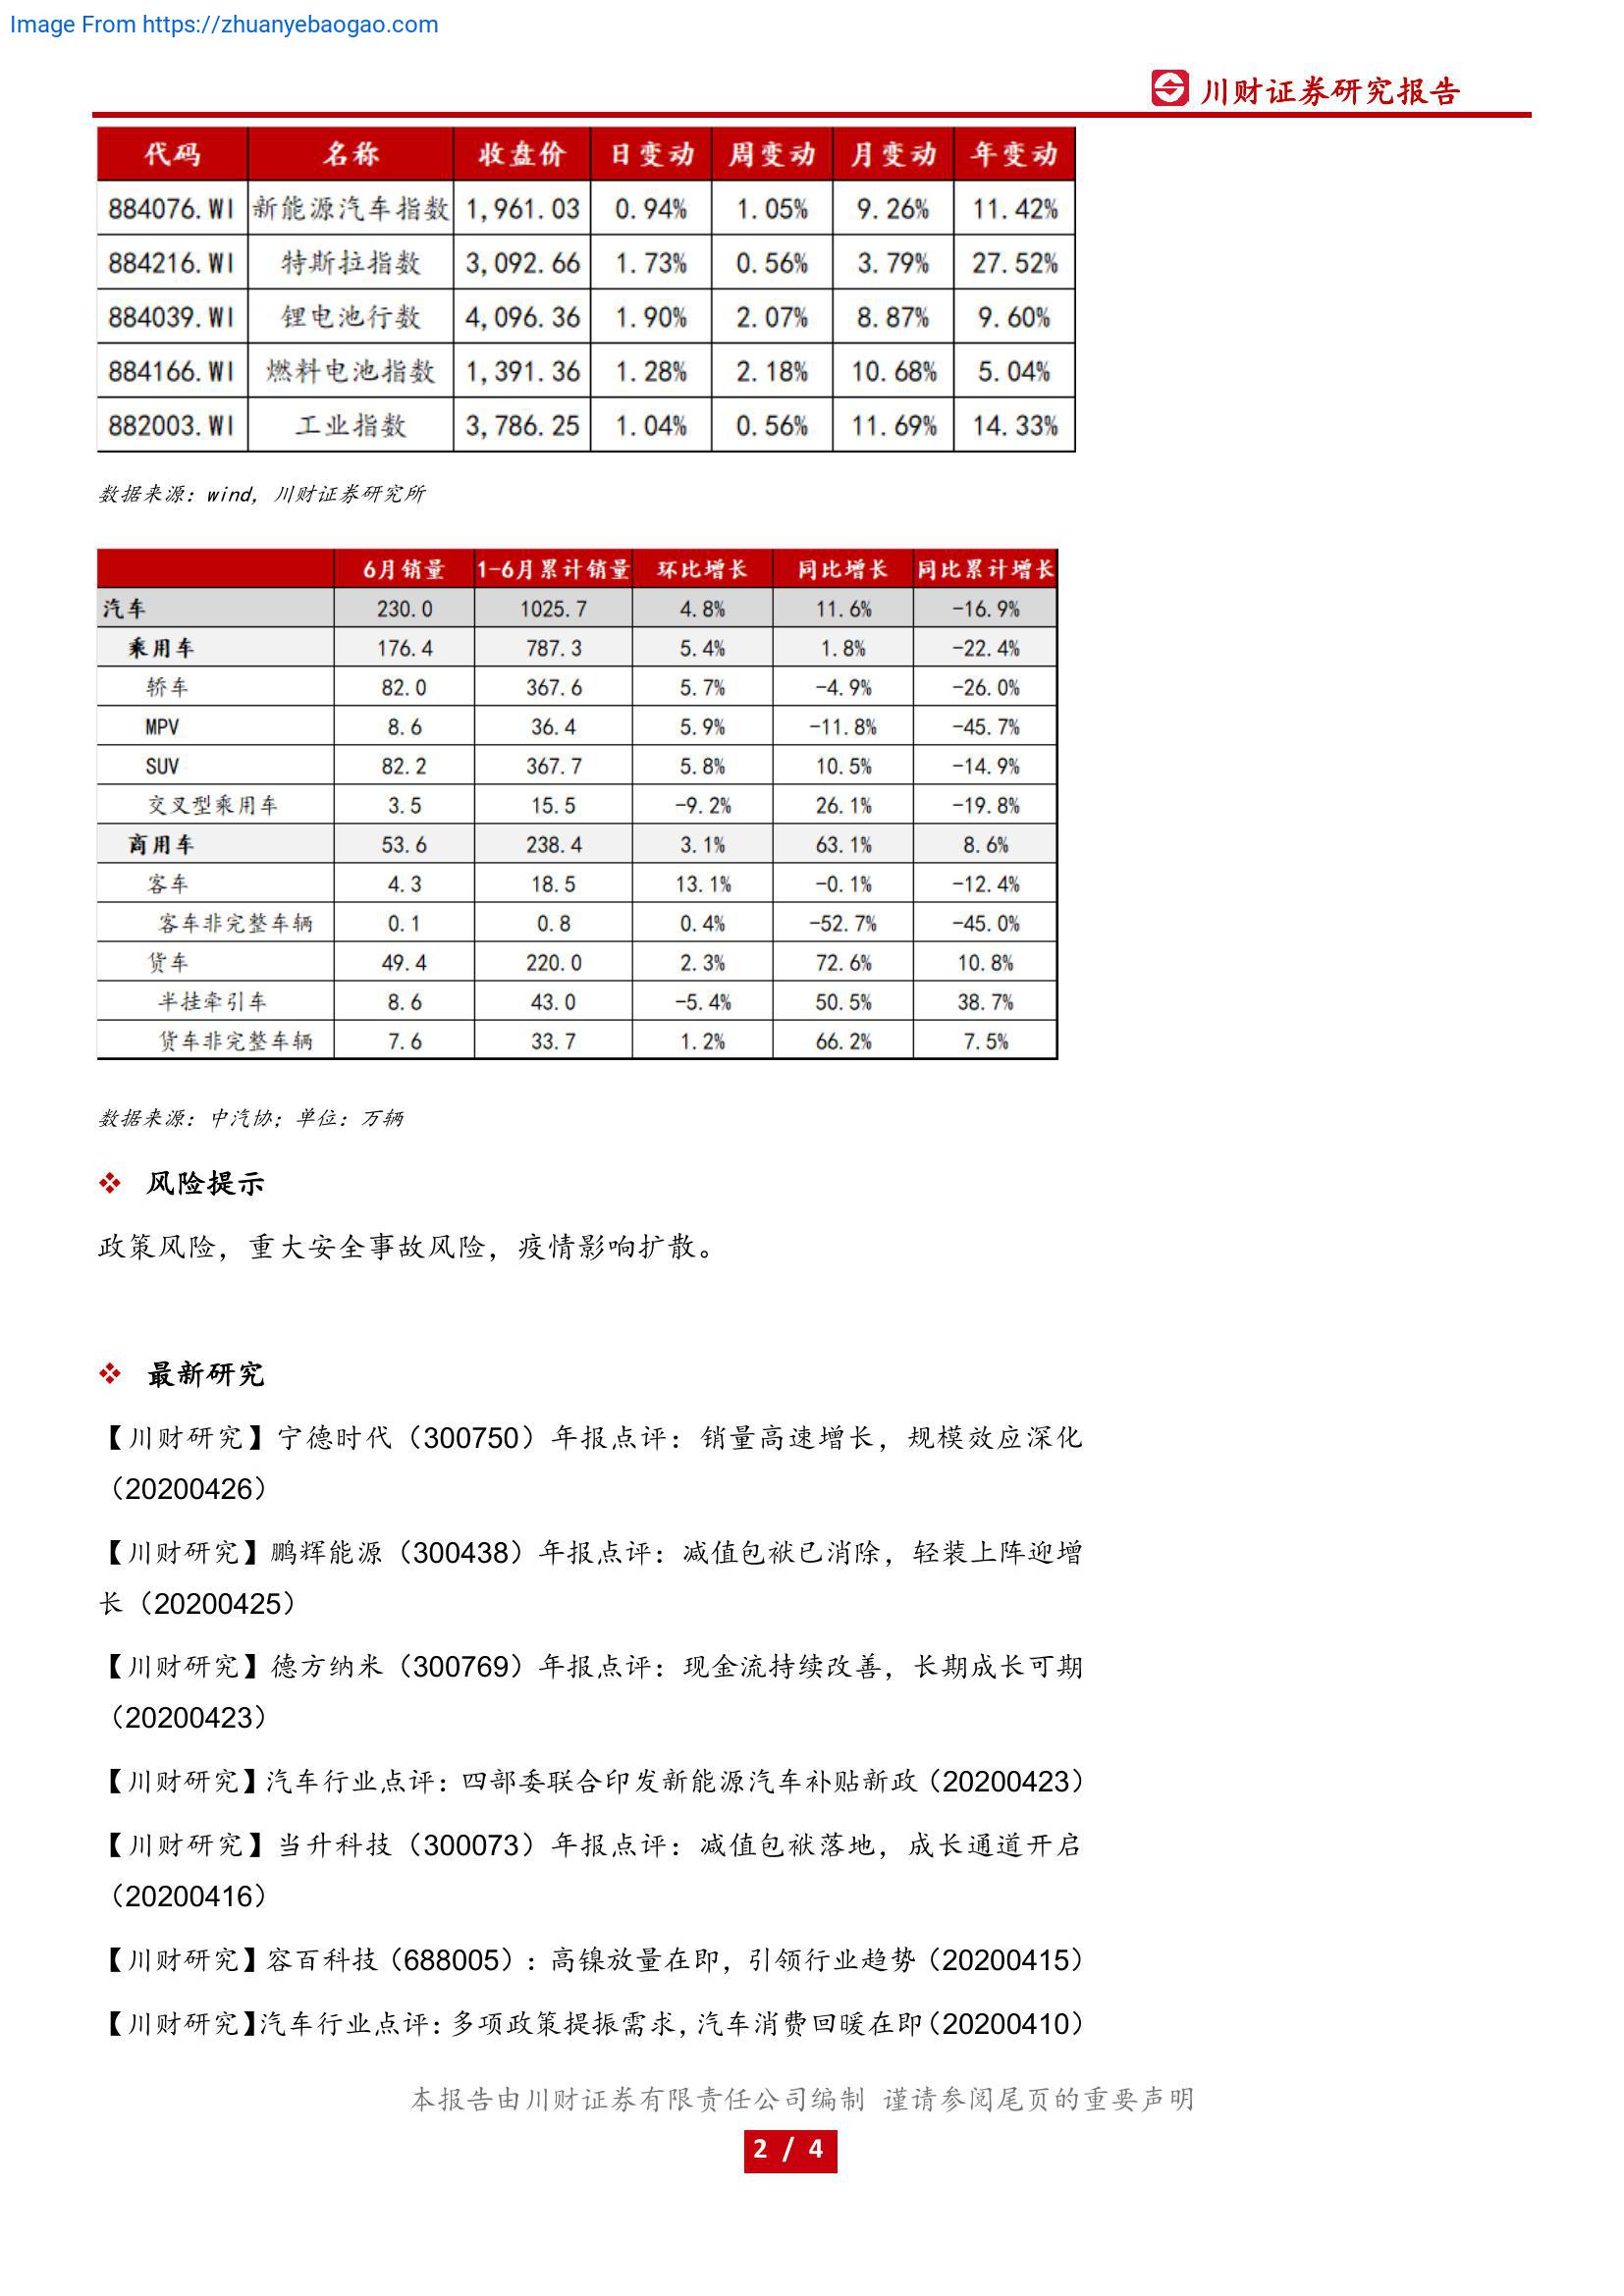 Image From https://zhuanyebaogao.com
川财证券研究报告
代码 名称 收盘价 日变动 周变动 月变动 年变动
884076.WI 新能源汽车指数 1,961.03 0.94% 1.05% 9.26% 11.42%
884216.WI 特斯拉指数 3,092.66 1.73% 0.56% 3.79% 27.52%
884039.WI 锂电池行数 4,096.36 1.90% 2.07% 8.87% 9.60%
884166.WI 燃料电池指数 1,391.36 1.28% 2.18% 10.68% 5.04%
882003.WI 工业指数 3,786.25 1.04% 0.56% 11.69% 14.33%
数据来源：wind，川财证券研究所
6月销量 1-6月累计销量 环比增长 同比增长 同比累计增长
汽车 230.0 1025.7 4.8% 11.6% -16.9%
乘用车 176.4 787.3 5.4% 1.8% -22.4%
轿车 82.0 367.6 5.7% -4.9% -26.0%
MPV 8.6 36.4 5.9% -11.8% -45.7%
SUV 82.2 367.7 5.8% 10.5% -14.9%
交叉型乘用车 3.5 15.5 -9.2% 26.1% -19.8%
商用车 53.6 238.4 3.1% 63.1% 8.6%
客车 4.3 18.5 13.1% -0.1% -12.4%
客车非完整车辆 0.1 0.8 0.4% -52.7% -45.0%
货车 49.4 220.0 2.3% 72.6% 10.8%
半挂牵引车 8.6 43.0 -5.4% 50.5% 38.7%
货车非完整车辆 7.6 33.7 1.2% 66.2% 7.5%
数据来源：中汽协；单位：万辆
❖ 风险提示
政策风险，重大安全事故风险，疫情影响扩散。
❖ 最新研究
【川财研究】宁德时代（300750）年报点评：销量高速增长，规模效应深化
（20200426）
【川财研究】鹏辉能源（300438）年报点评：减值包袱已消除，轻装上阵迎增
长（20200425）
【川财研究】德方纳米（300769）年报点评：现金流持续改善，长期成长可期
（20200423）
【川财研究】汽车行业点评：四部委联合印发新能源汽车补贴新政（20200423）
【川财研究】当升科技（300073）年报点评：减值包袱落地，成长通道开启
（20200416）
【川财研究】容百科技（688005）：高镍放量在即，引领行业趋势（20200415）
【川财研究】汽车行业点评：多项政策提振需求，汽车消费回暖在即（20200410）
本报告由川财证券有限责任公司编制 谨请参阅尾页的重要声明
2 / 4